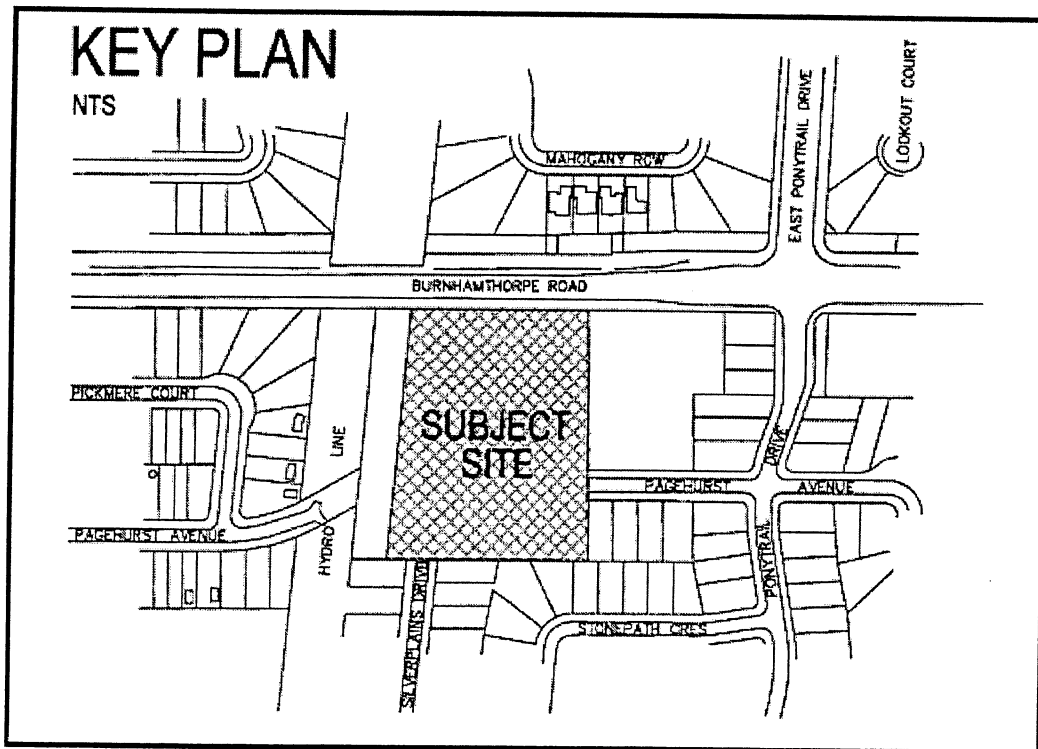 KEY PLAN
NTS
LOOKOUT COURT
EAST PONYTRAIL DRIVE
MAHOGANY ROW
BURNHAMTHORPE ROAD
PICKMERE COURT
SUBJECT
SITE
HYDRO LINE
DRIVE
PAGEHURST AVENUE
PAGEHURST AVENUE
PONYTRAIL
SILVERPLAINS DRIVE
STONEPATH CRES